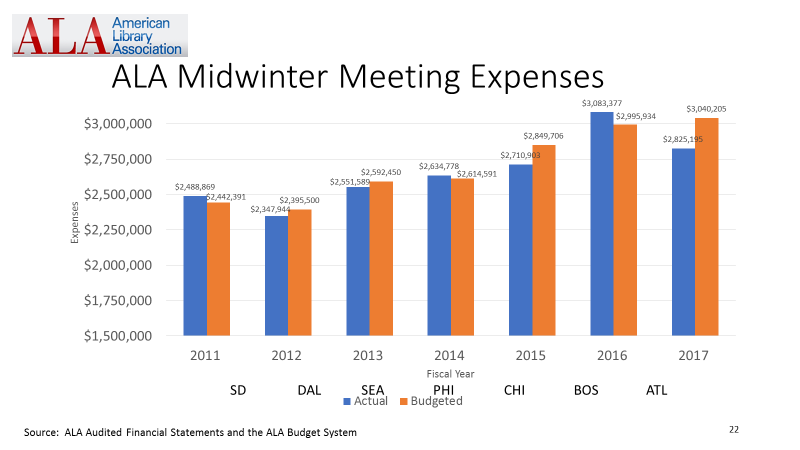 ALA American
Library
Association
ALA Midwinter Meeting Expenses
$3,083,377
$3,040,205
$3,000,000
$2,995,934
$2,849,706
$2,825,195
$2,750,000
$2,710,903
$2,634,778
$2,614,591
$2,592,450
$2,551,589
$2,500,000
$2,488,869
$2,442,391
$2,395,500
$2,347,944
$2,250,000
$2,000,000
$1,750,000
$1,500,000
Expenses
2011 2012 2013 2014 2015 2016 2017
Fiscal Year
SD DAL SEA PHI CHI BOS ATL
Actual Budgeted
Source: ALA Audited Financial Statements and the ALA Budget System
22